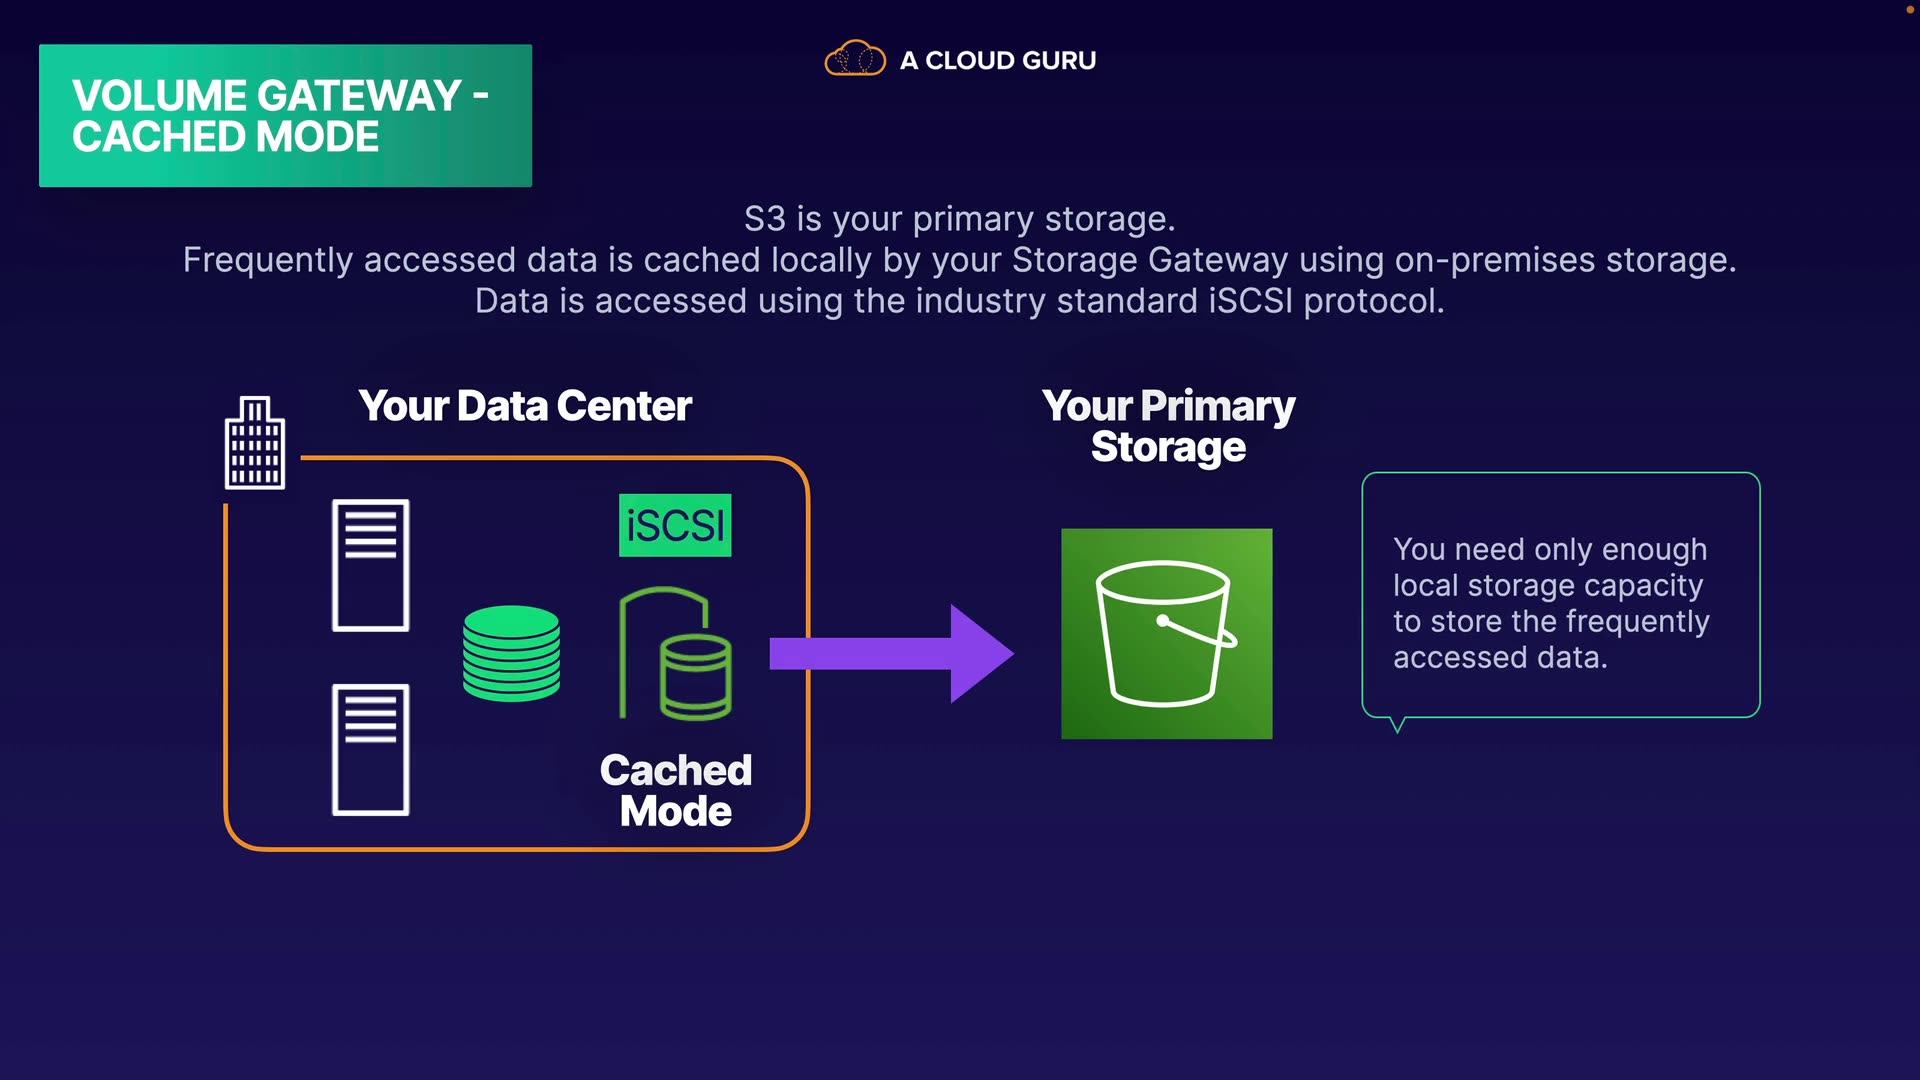 A CLOUD GURU
VOLUME GATEWAY -
CACHED MODE
S3 is your primary storage.
Frequently accessed data is cached locally by your Storage Gateway using on-premises storage.
Data is accessed using the industry standard iSCSI protocol.
Your Data Center
Your Primary
Storage
iSCSI
You need only enough
local storage capacity
to store the frequently
accessed data.
Cached
Mode